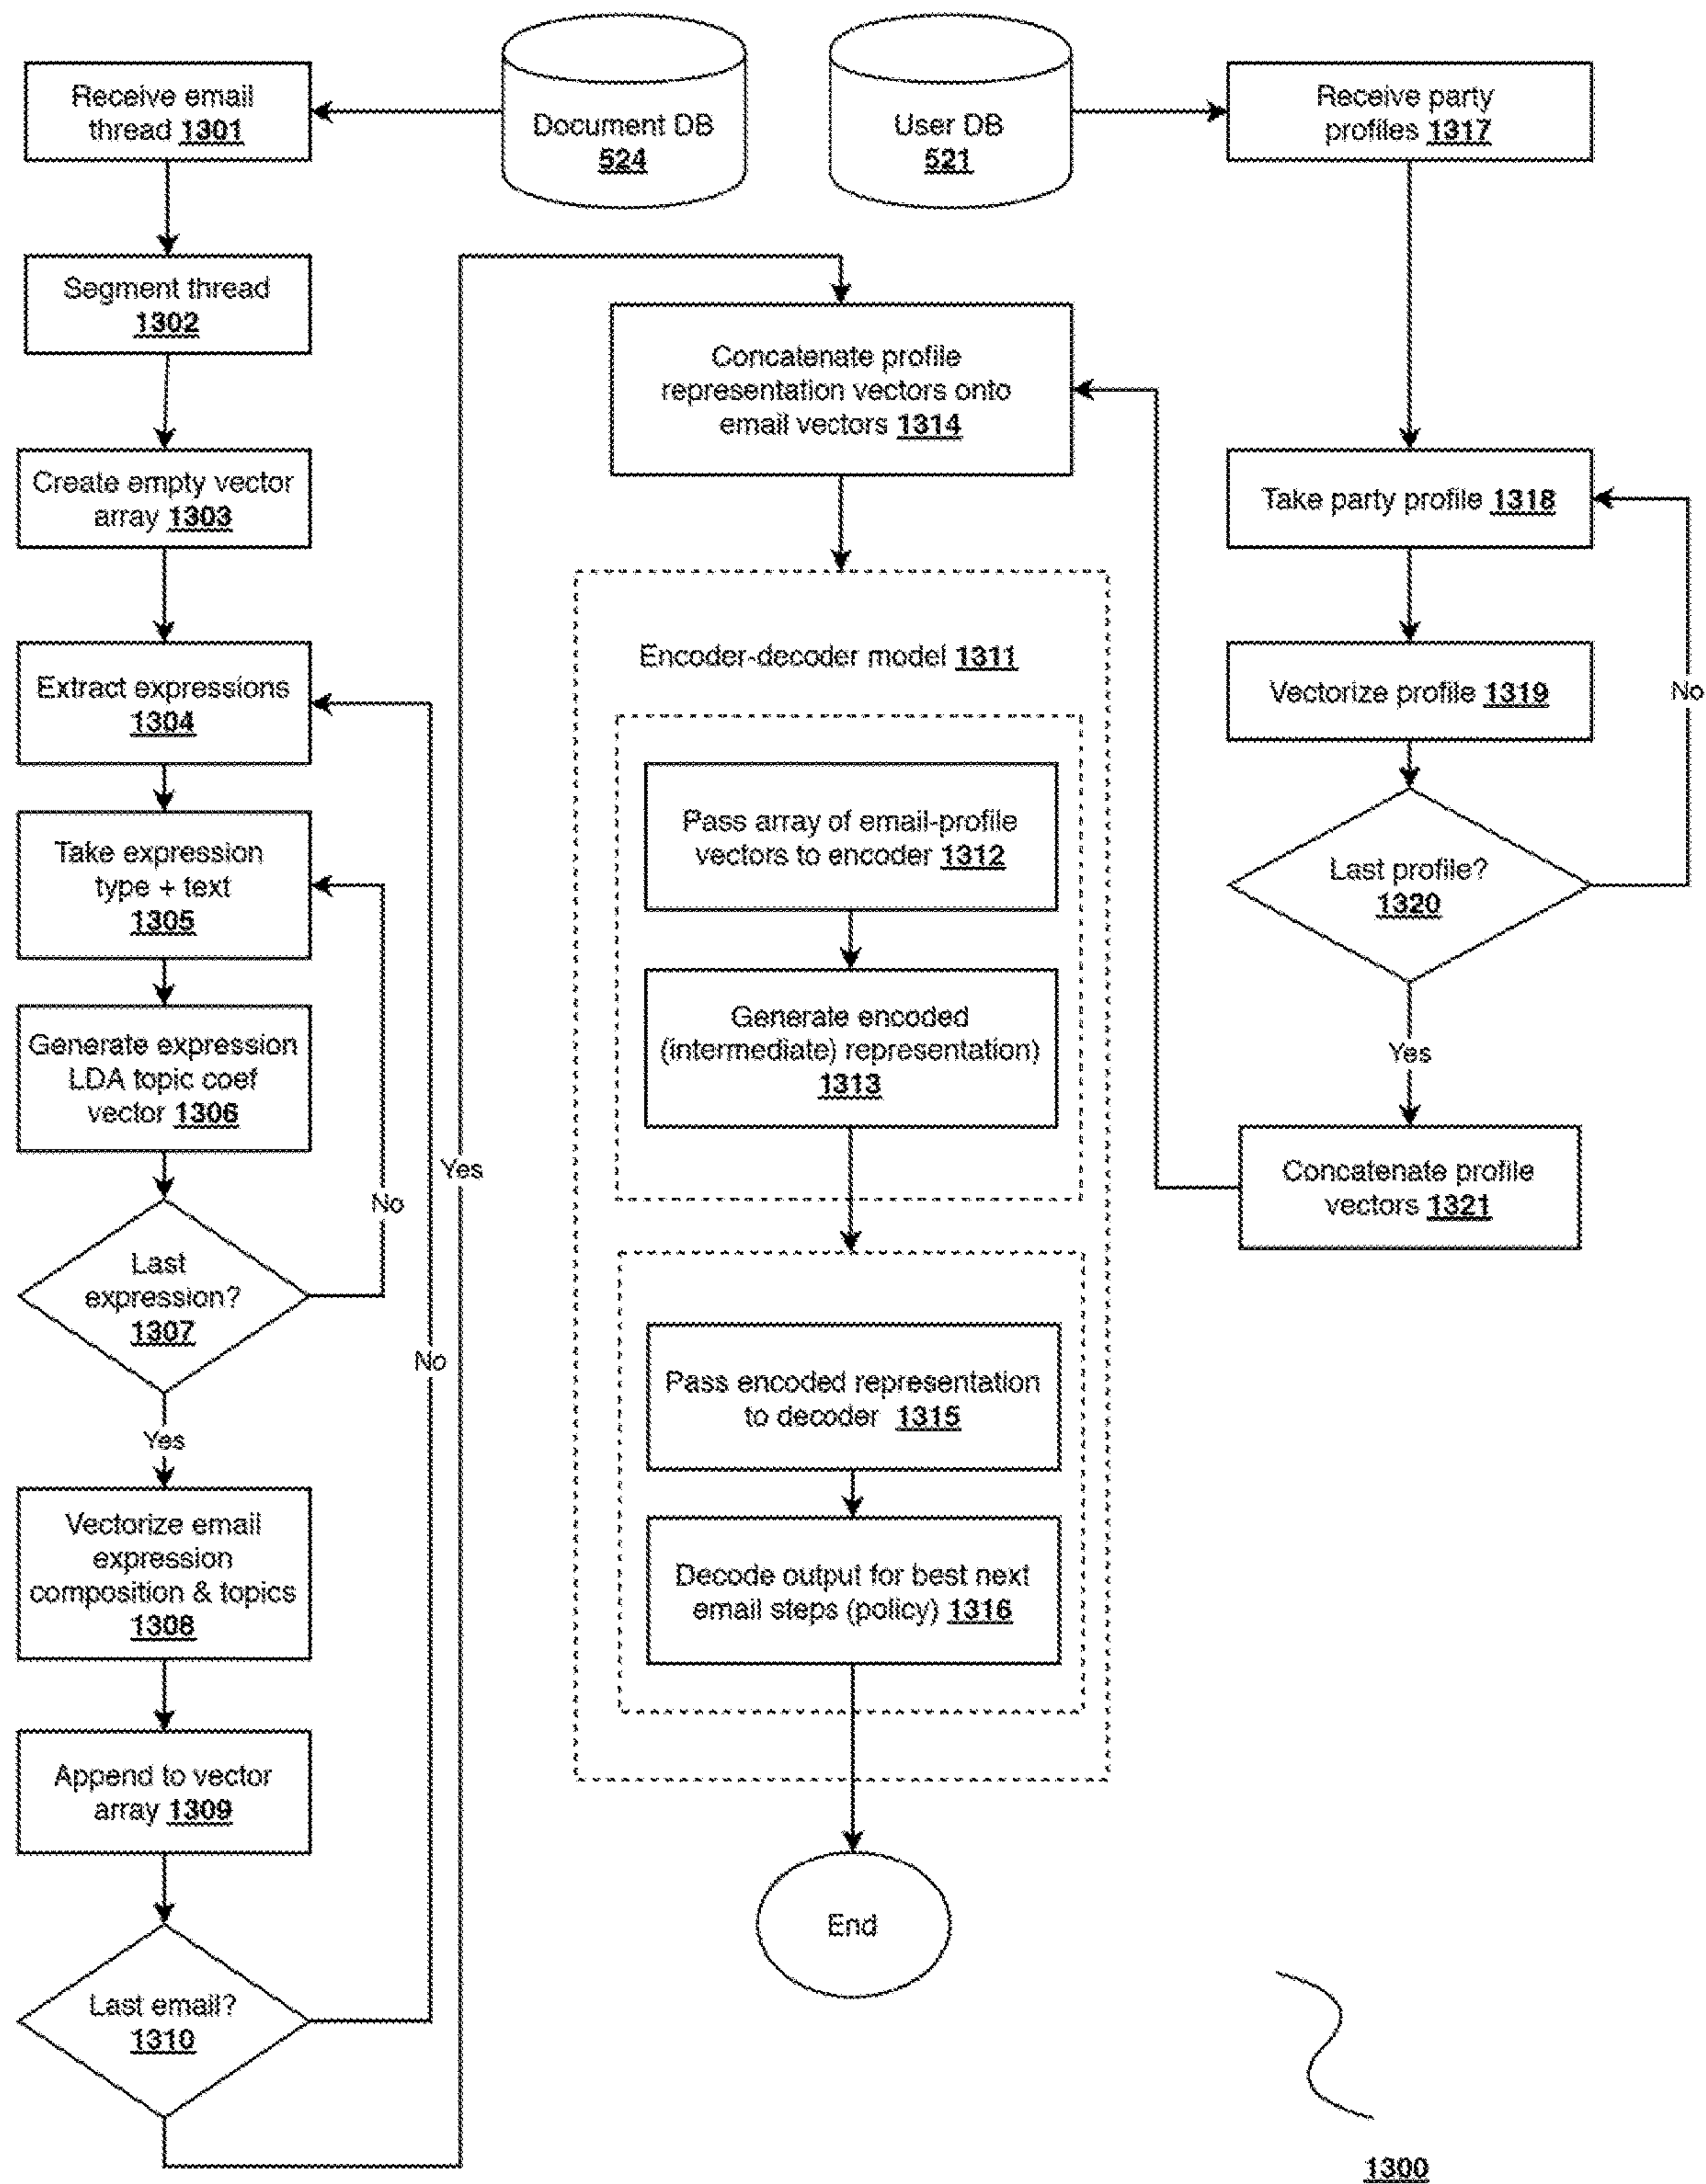 Receive email
thread 1301
Document DB
524
User DB
521
Receive party
profiles 1317
Segment thread
1302
Concatenate profile
representation vectors onto
email vectors 1314
Create empty vector
array 1303
Take party profile 1318
Extract expressions
1304
Encoder-decoder model 1311
Vectorize profile 1319
No
Take expression
type + text
1305
Pass array of email-profile
vectors to encoder 1312
Last profile?
1320
Generate expression
LDA topic coef
vector 1306
Generate encoded
(intermediate) representation)
1313
Yes
Concatenate profile
vectors 1321
Yes
No
Last
expression?
1307
No
Pass encoded representation
to decoder 1315
Yes
Vectorize email
expression
composition & topics
1308
Decode output for best next
email steps (policy) 1316
Append to vector
array 1309
End
Last email?
1310
1300